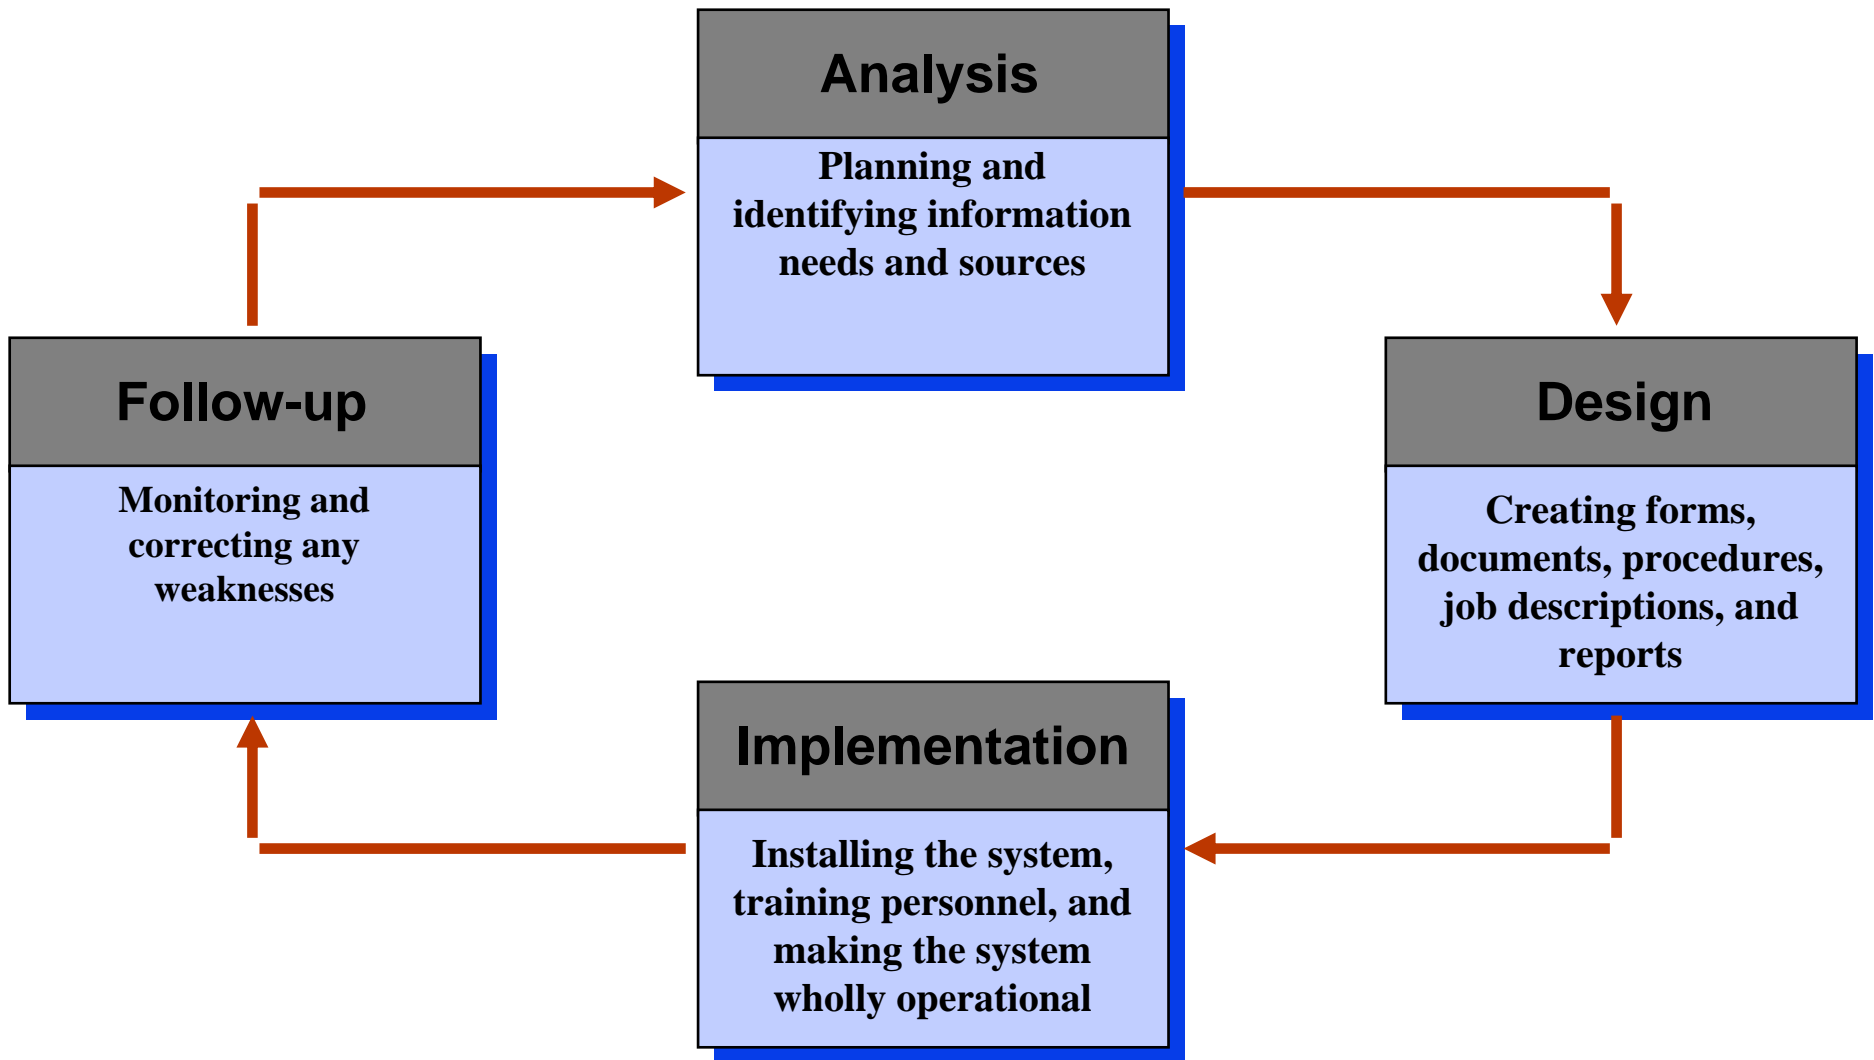 Analysis
Planning and
identifying information
needs and sources
Follow-up
Monitoring and
correcting any
weaknesses
Design
Creating forms,
documents, procedures,
job descriptions, and
reports
Implementation
Installing the system,
training personnel, and
making the system
wholly operational